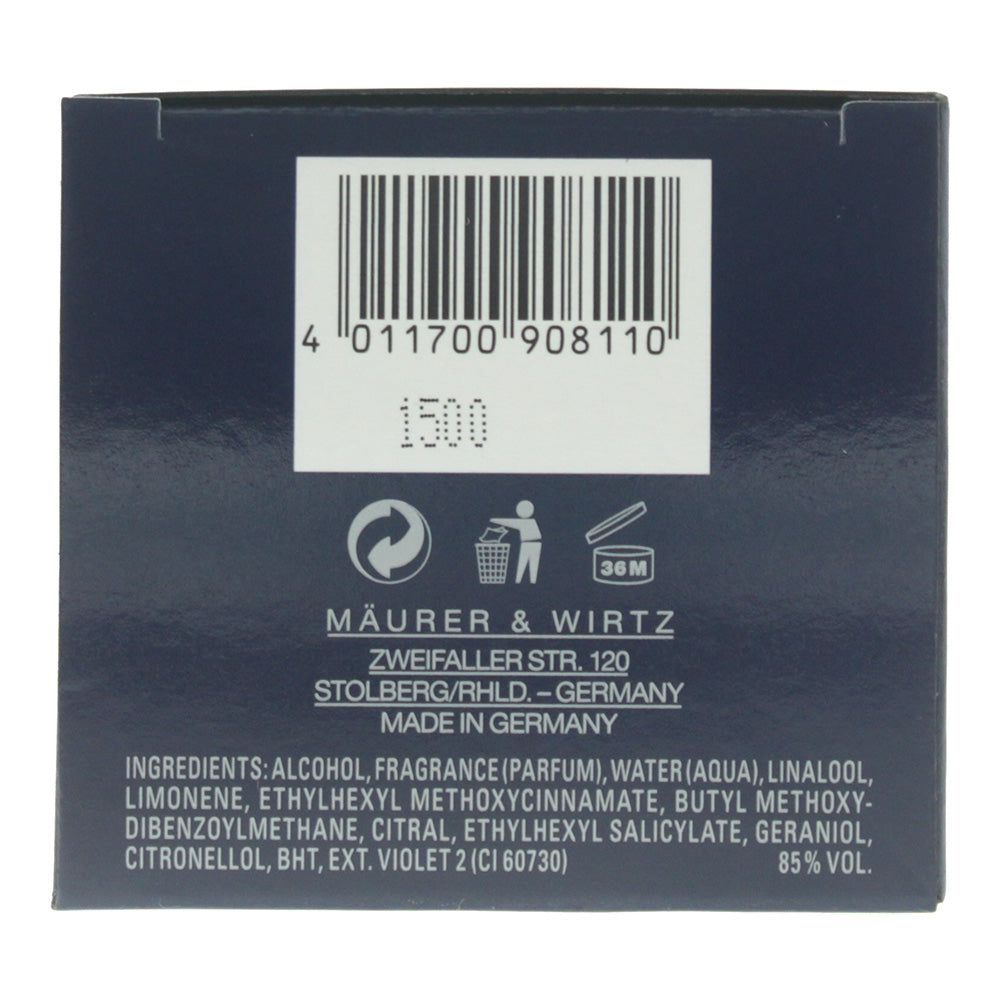 4 011700 908110
1500
36M
MÄURER & WIRTZ
ZWEIFALLER STR. 120
STOLBERG/RHLD. – GERMANY
MADE IN GERMANY
INGREDIENTS: ALCOHOL, FRAGRANCE (PARFUM), WATER (AQUA), LINALOOL,
LIMONENE, ETHYLHEXYL METHOXYCINNAMATE, BUTYL METHOXY-
DIBENZOYLMETHANE, CITRAL, ETHYLHEXYL SALICYLATE, GERANIOL,
CITRONELLOL, BHT, EXT. VIOLET 2 (CI 60730) 85% VOL.